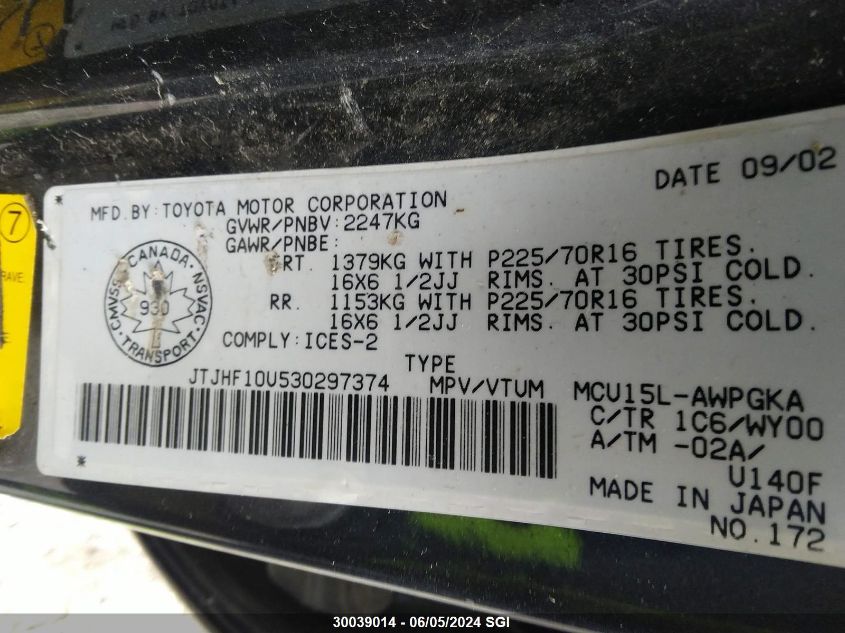 DATE 09/02
MFD. BY: TOYOTA MOTOR CORPORATION
GVWR/PNBV: 2247KG
GAWR/PNBE:
FRT. 1379KG WITH P225/70R16 TIRES.
16X6 1/2JJ RIMS. AT 30PSI COLD.
RR. 1153KG WITH P225/70R16 TIRES.
16X6 1/2JJ RIMS. AT 30PSI COLD.
CANADA
CMVSS NSVAC
930
TRANSPORT
COMPLY: ICES-2
TYPE
JTJHF10U530297374 MPV/VTUM
MCU15L-AWPGKA
C/TR 1C6/WY00
A/TM -02A/
U140F
MADE IN JAPAN
NO.172
7
RAVE.
30039014 - 06/05/2024 SGI